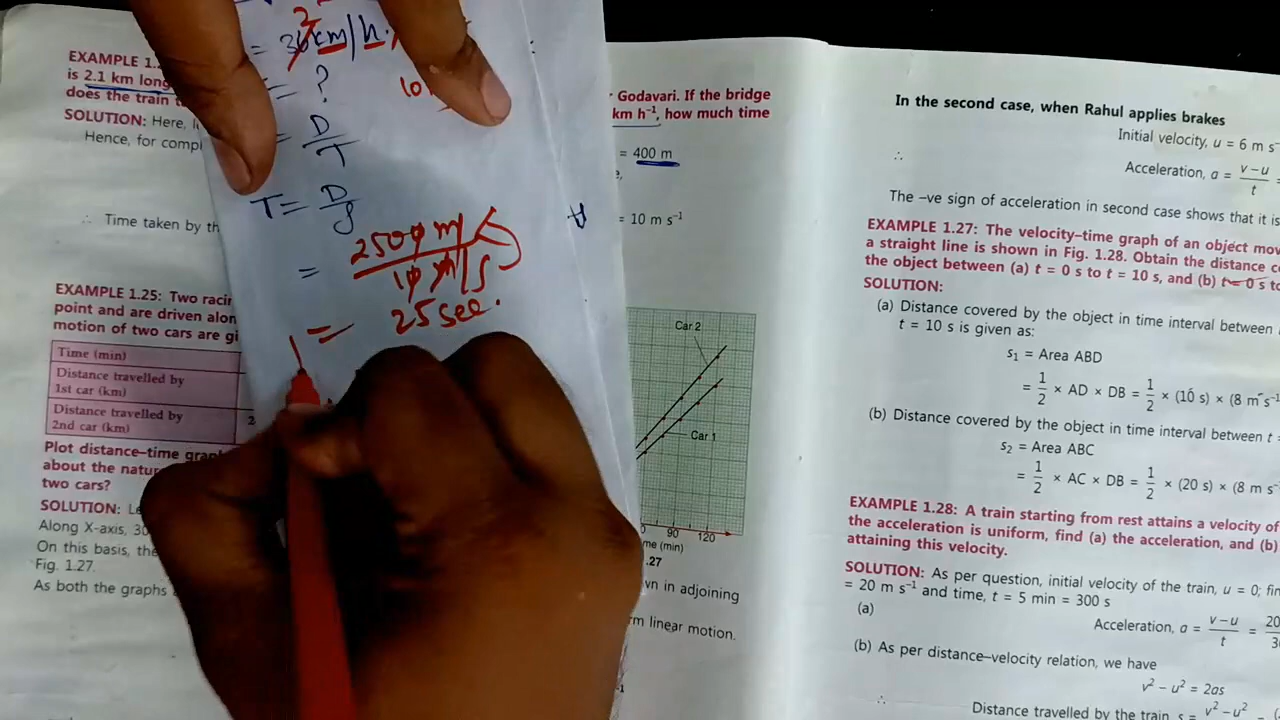 EXAMPLE 1.2
is 2.1 km long
does the train
SOLUTION: Here,
Hence, for compl
∴ Time taken by th
EXAMPLE 1.25: Two racin
point and are driven alon
motion of two cars are gi
Time (min)
Distance travelled by
1st car (km)
Distance travelled by
2nd car (km)
2
Plot distance–time grap
about the natu
two cars?
SOLUTION: Le
Along X-axis, 30
On this basis, the
Fig. 1.27.
As both the graphs
= 36 km/h
2
= ?
10
= D/T
T = D/S
= 2500 m / 10 m/s
= 25 sec.
Godavari. If the bridge
km h⁻¹, how much time
= 400 m
= 10 m s⁻¹
Car 2
Car 1
90 120
me (min)
.27
vn in adjoining
rm linear motion.
In the second case, when Rahul applies brakes
Initial velocity, u = 6 m s⁻
∴ Acceleration, a = (v – u)/t =
The –ve sign of acceleration in second case shows that it is
EXAMPLE 1.27: The velocity–time graph of an object mov
a straight line is shown in Fig. 1.28. Obtain the distance c
the object between (a) t = 0 s to t = 10 s, and (b) t = 0 s to
SOLUTION:
(a) Distance covered by the object in time interval between
t = 10 s is given as:
s₁ = Area ABD
= 1/2 × AD × DB = 1/2 × (10 s) × (8 m s⁻¹
(b) Distance covered by the object in time interval between t
s₂ = Area ABC
= 1/2 × AC × DB = 1/2 × (20 s) × (8 m s
EXAMPLE 1.28: A train starting from rest attains a velocity of
the acceleration is uniform, find (a) the acceleration, and (b)
attaining this velocity.
SOLUTION: As per question, initial velocity of the train, u = 0; fin
= 20 m s⁻¹ and time, t = 5 min = 300 s
(a) Acceleration, a = (v – u)/t = 20
(b) As per distance–velocity relation, we have
v² – u² = 2as
∴ Distance travelled by the train, s = v² – u²